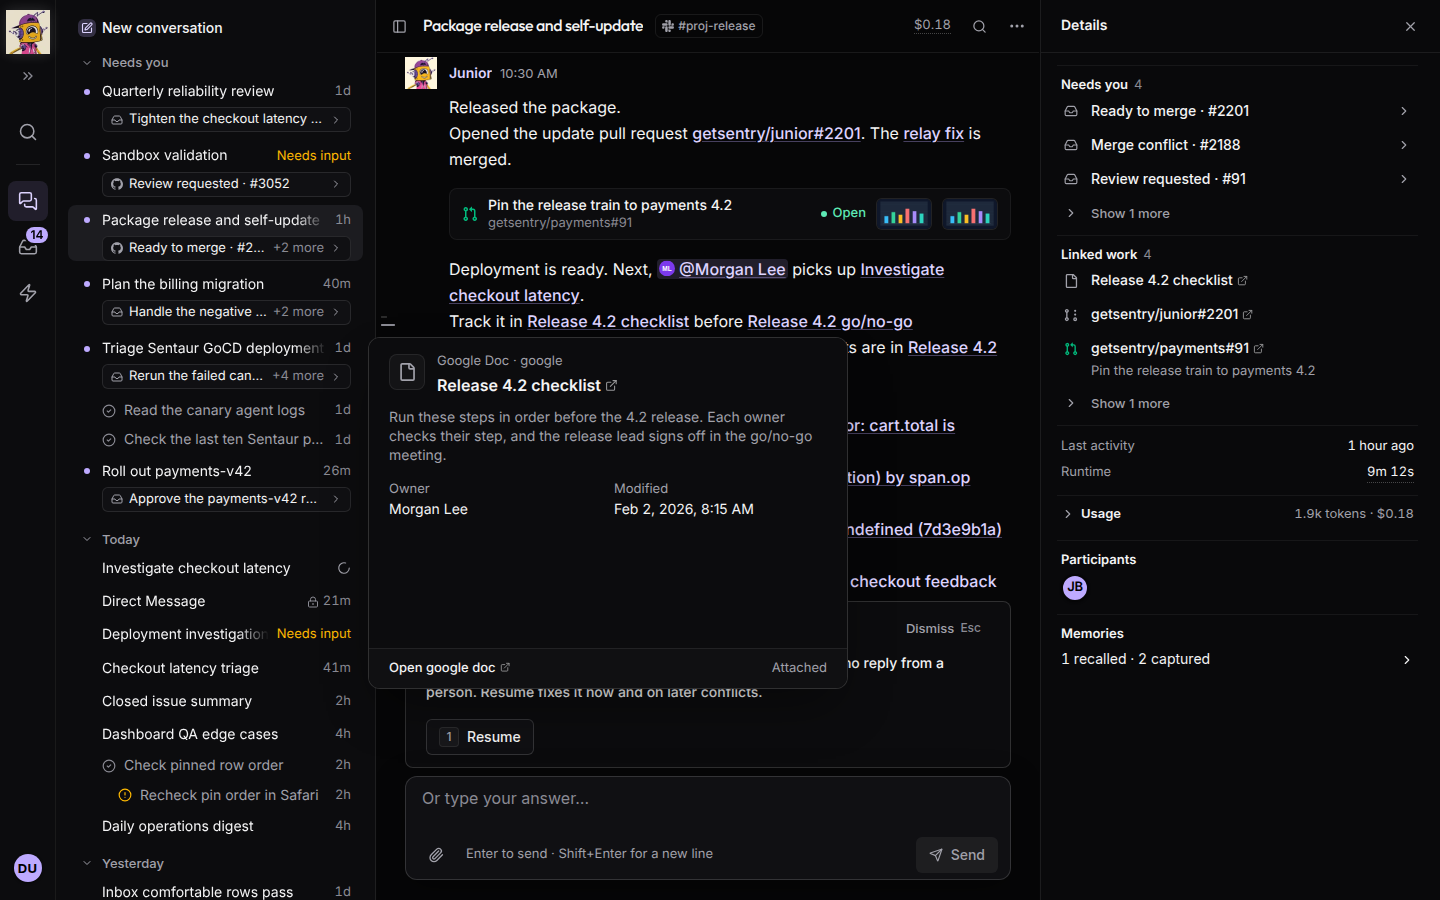 New conversation
Needs you
Quarterly reliability review 1d
Tighten the checkout latency ...
Sandbox validation Needs input
Review requested · #3052
Package release and self-update 1h
Ready to merge · #2... +2 more
14
Plan the billing migration 40m
Handle the negative ... +2 more
Triage Sentaur GoCD deployment 1d
Rerun the failed can... +4 more
Read the canary agent logs 1d
Check the last ten Sentaur p... 1d
Roll out payments-v42 26m
Approve the payments-v42 r...
Today
Investigate checkout latency
Direct Message 21m
Deployment investigation Needs input
Checkout latency triage 41m
Closed issue summary 2h
Dashboard QA edge cases 4h
Check pinned row order 2h
Recheck pin order in Safari 2h
Daily operations digest 4h
Yesterday
Inbox comfortable rows pass 1d
DU
Package release and self-update #proj-release $0.18
Junior 10:30 AM
Released the package.
Opened the update pull request getsentry/junior#2201. The relay fix is
merged.
Pin the release train to payments 4.2
getsentry/payments#91
Open
Deployment is ready. Next, ML @Morgan Lee picks up Investigate
checkout latency.
Track it in Release 4.2 checklist before Release 4.2 go/no-go
s are in Release 4.2
or: cart.total is
tion) by span.op
ndefined (7d3e9b1a)
checkout feedback
Google Doc · google
Release 4.2 checklist
Run these steps in order before the 4.2 release. Each owner
checks their step, and the release lead signs off in the go/no-go
meeting.
Owner Modified
Morgan Lee Feb 2, 2026, 8:15 AM
Open google doc Attached
Dismiss Esc
no reply from a
person. Resume fixes it now and on later conflicts.
1 Resume
Or type your answer...
Enter to send · Shift+Enter for a new line
Send
Details
Needs you 4
Ready to merge · #2201
Merge conflict · #2188
Review requested · #91
Show 1 more
Linked work 4
Release 4.2 checklist
getsentry/junior#2201
getsentry/payments#91
Pin the release train to payments 4.2
Show 1 more
Last activity 1 hour ago
Runtime 9m 12s
Usage 1.9k tokens · $0.18
Participants
JB
Memories
1 recalled · 2 captured